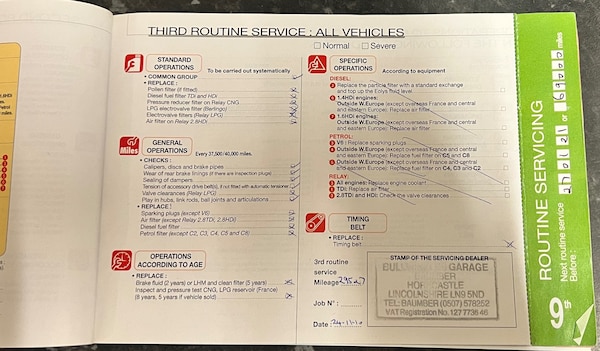 THIRD ROUTINE SERVICE : ALL VEHICLES
Normal Severe
STANDARD OPERATIONS To be carried out systematically
• COMMON GROUP
• REPLACE :
Pollen filter (if fitted)
Diesel fuel filter TDI and HDI
Pressure reducer filter on Relay CNG
LPG electrovalve filter (Berlingo)
Electrovalve filters (Relay LPG)
Air filter on Relay 2.8HDI
Miles
GENERAL OPERATIONS Every 37,500/40,000 miles.
• CHECKS :
Calipers, discs and brake pipes
Wear of rear brake linings (if there are inspection plugs)
Sealing of dampers
Tension of accessory drive belt(s), if not fitted with automatic tensioner
Valve clearances (Relay LPG)
Play in hubs, link rods, ball joints and articulations
• REPLACE :
Sparking plugs (except V6)
Air filter (except Relay 2.8TDI, 2.8HDI)
Diesel fuel filter
Petrol filter (except C2, C3, C4, C5 and C8)
OPERATIONS ACCORDING TO AGE
• REPLACE :
Brake fluid (2 years) or LHM and clean filter (5 years)
Inspect and pressure test CNG, LPG reservoir (France)
(8 years, 5 years if vehicle sold)
SPECIFIC OPERATIONS According to equipment
DIESEL:
Replace the particle filter with a standard exchange
and top up the Eolys fluid level.
1.4HDI engines:
Outside W.Europe (except overseas France and central
and eastern Europe): Replace air filter
1.6HDI engines:
Outside W.Europe (except overseas France and central
and eastern Europe): Replace air filter
PETROL:
V6 : Replace sparking plugs.
Outside W.Europe (except overseas France and central
and eastern Europe): Replace fuel filter on C5 and C8
Outside W.Europe (except overseas France and central
and eastern Europe): Replace fuel filter on C4, C3 and C2
RELAY:
All engines: Replace engine coolant
TDI: Replace air filter
2.8TDI and HDI: Check the valve clearances
TIMING BELT
• REPLACE :
Timing belt
3rd routine
service
Mileage
Job N° :
Date : 24-11-1
STAMP OF THE SERVICING DEALER
GARAGE
LINCOLNSHIRE LN9 5ND
TEL: BAUMBER (01507) 578252
VAT Registration No. 127 7736 46
ROUTINE SERVICING
Next routine service
Before : or miles